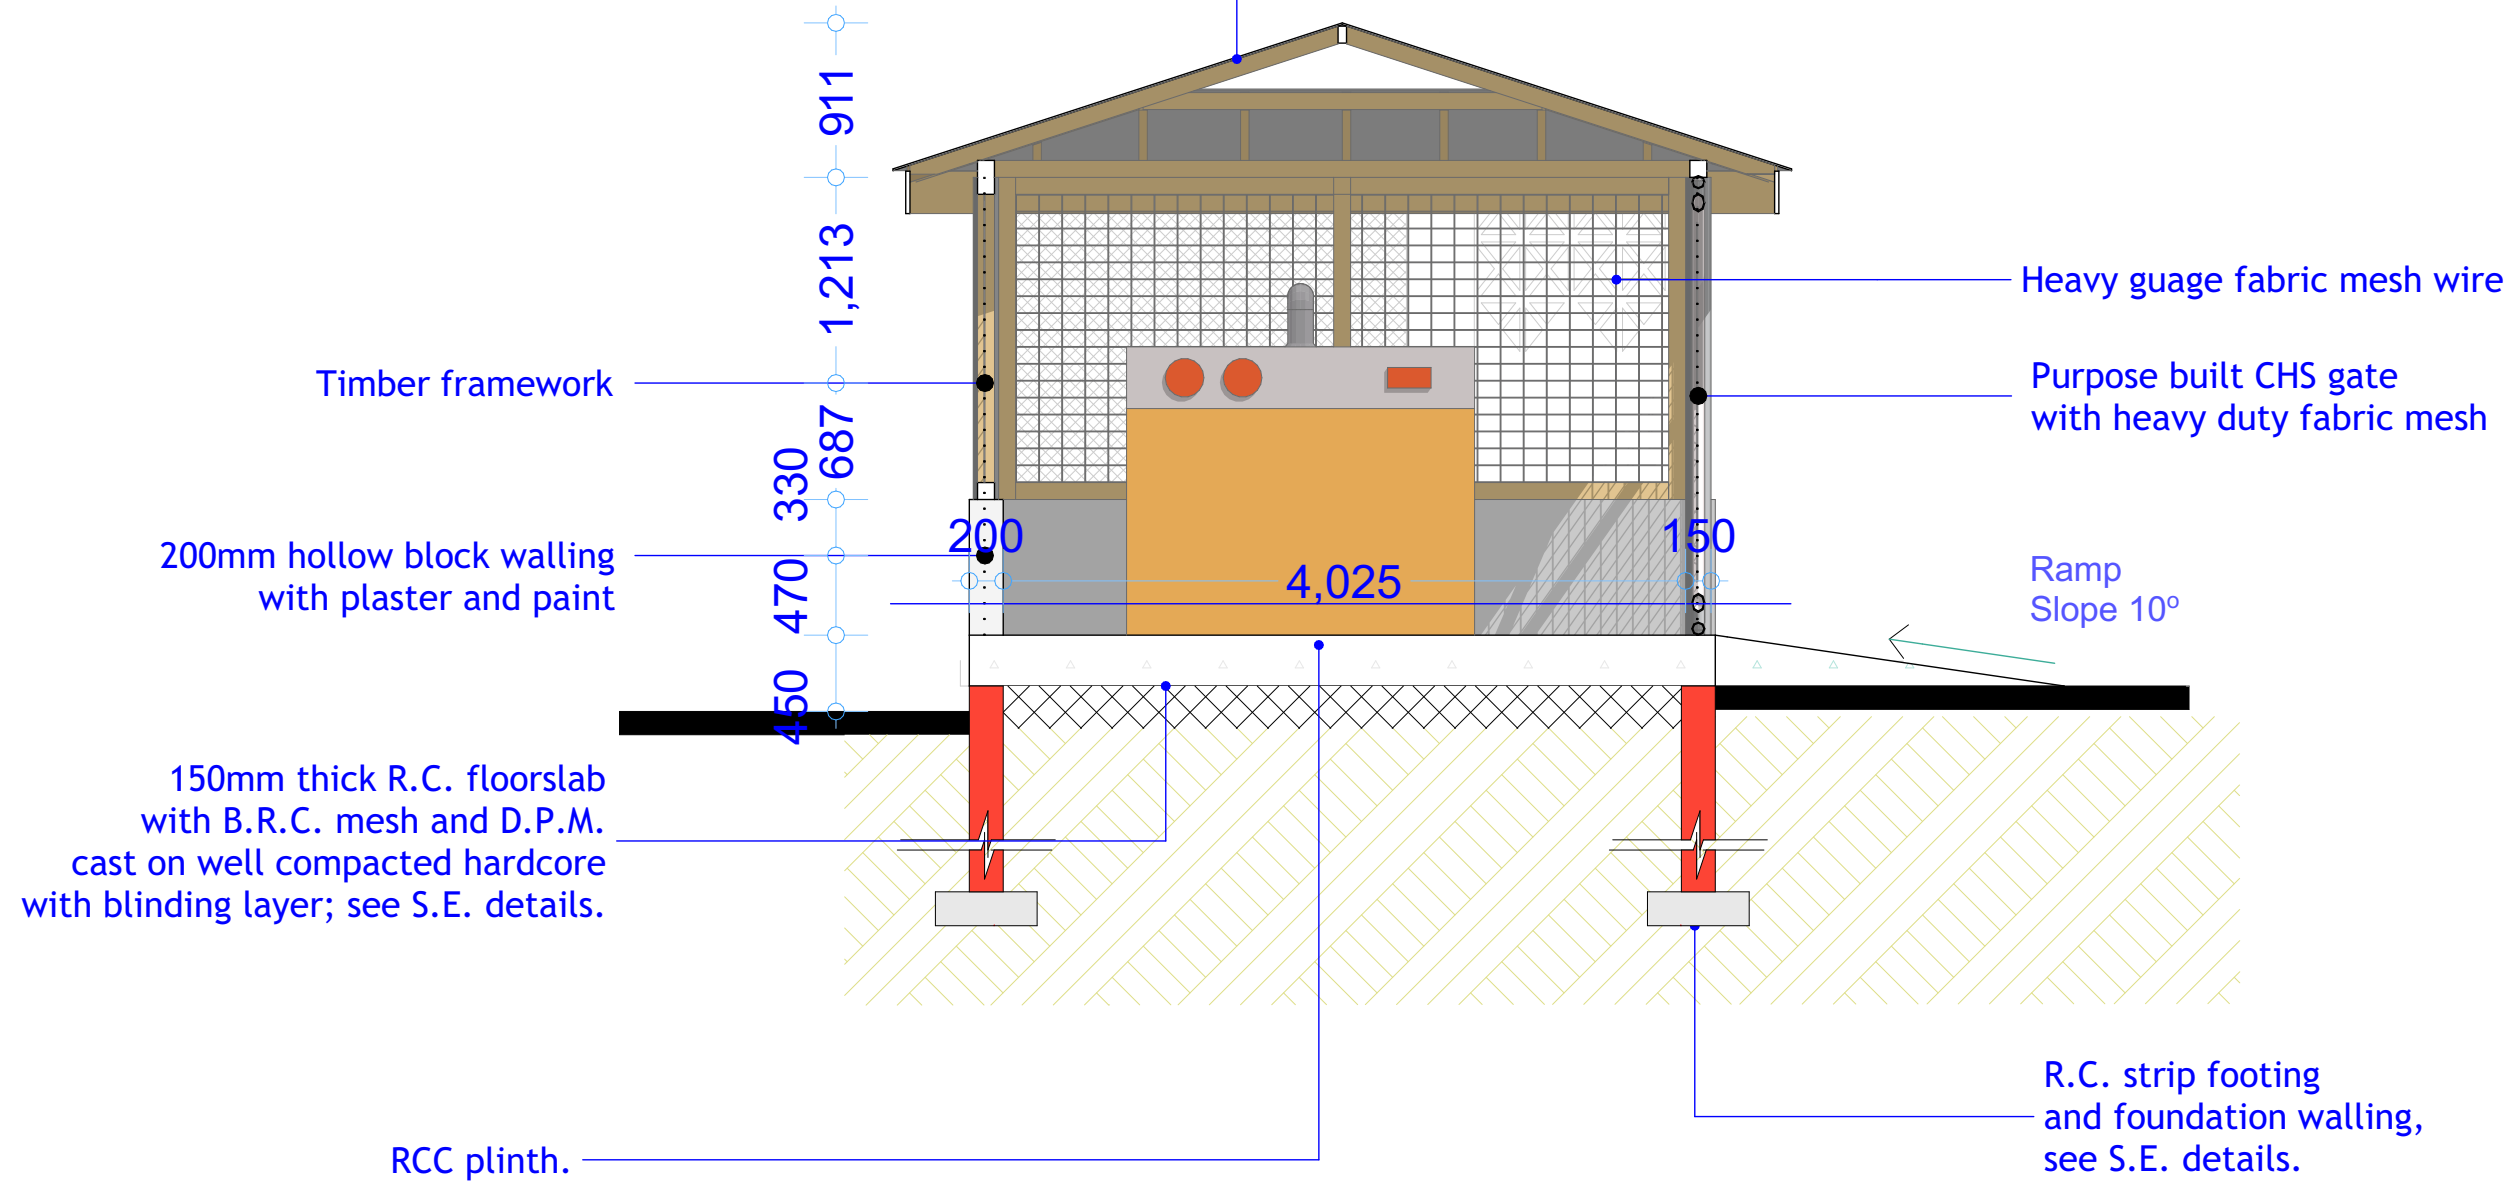 911
1,213
Heavy guage fabric mesh wire
Timber framework
687
Purpose built CHS gate
with heavy duty fabric mesh
330
200
150
200mm hollow block walling
with plaster and paint
470
4,025
Ramp
Slope 10º
450
150mm thick R.C. floorslab
with B.R.C. mesh and D.P.M.
cast on well compacted hardcore
with blinding layer; see S.E. details.
R.C. strip footing
and foundation walling,
see S.E. details.
RCC plinth.